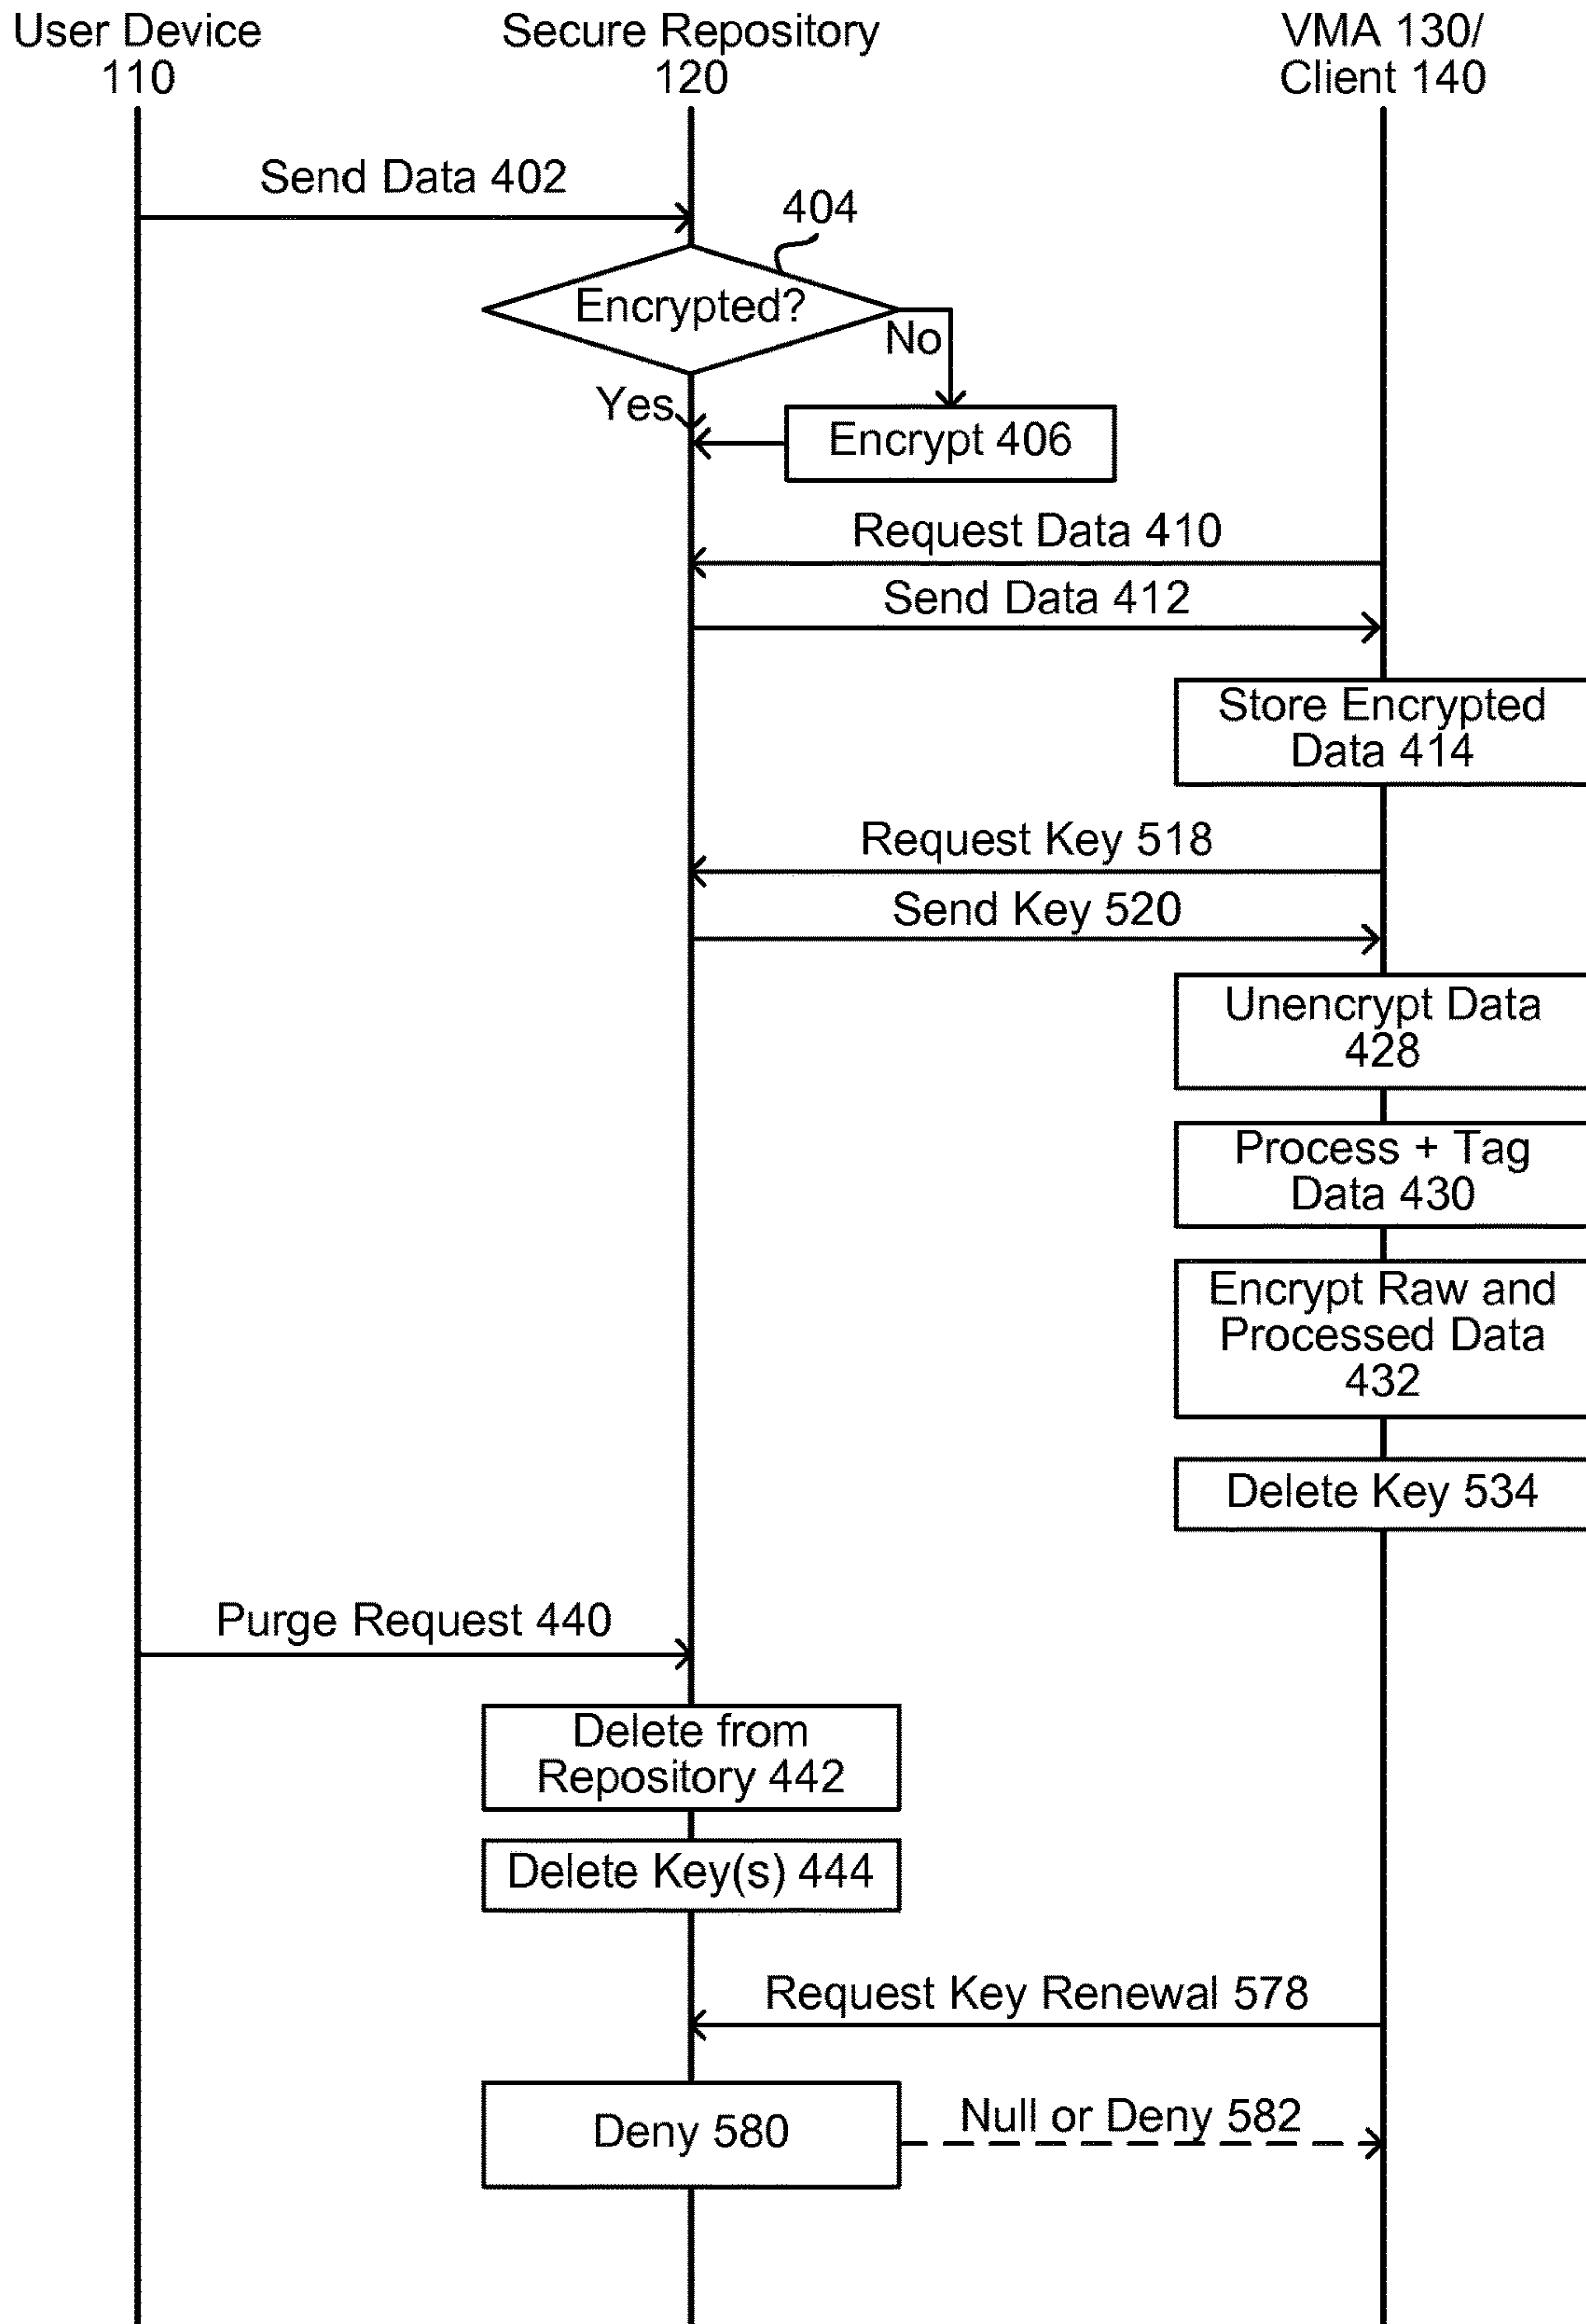 User Device
110
Secure Repository
120
VMA 130/
Client 140
Send Data 402
404
Encrypted?
No
Yes
Encrypt 406
Request Data 410
Send Data 412
Store Encrypted
Data 414
Request Key 518
Send Key 520
Unencrypt Data
428
Process + Tag
Data 430
Encrypt Raw and
Processed Data
432
Delete Key 534
Purge Request 440
Delete from
Repository 442
Delete Key(s) 444
Request Key Renewal 578
Deny 580
Null or Deny 582